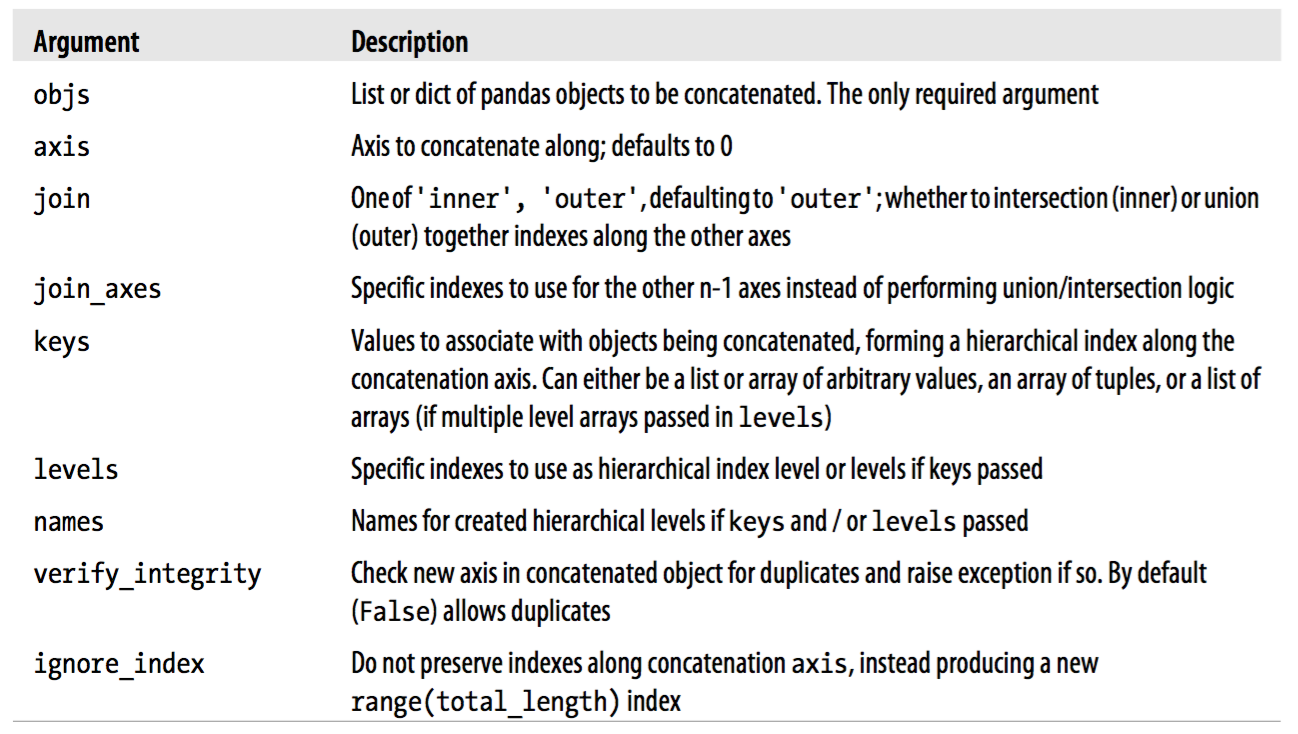 Argument Description
objs List or dict of pandas objects to be concatenated. The only required argument
axis Axis to concatenate along; defaults to 0
join One of 'inner', 'outer', defaulting to 'outer'; whether to intersection (inner) or union
(outer) together indexes along the other axes
join_axes Specific indexes to use for the other n-1 axes instead of performing union/intersection logic
keys Values to associate with objects being concatenated, forming a hierarchical index along the
concatenation axis. Can either be a list or array of arbitrary values, an array of tuples, or a list of
arrays (if multiple level arrays passed in levels)
levels Specific indexes to use as hierarchical index level or levels if keys passed
names Names for created hierarchical levels if keys and / or levels passed
verify_integrity Check new axis in concatenated object for duplicates and raise exception if so. By default
(False) allows duplicates
ignore_index Do not preserve indexes along concatenation axis, instead producing a new
range(total_length) index